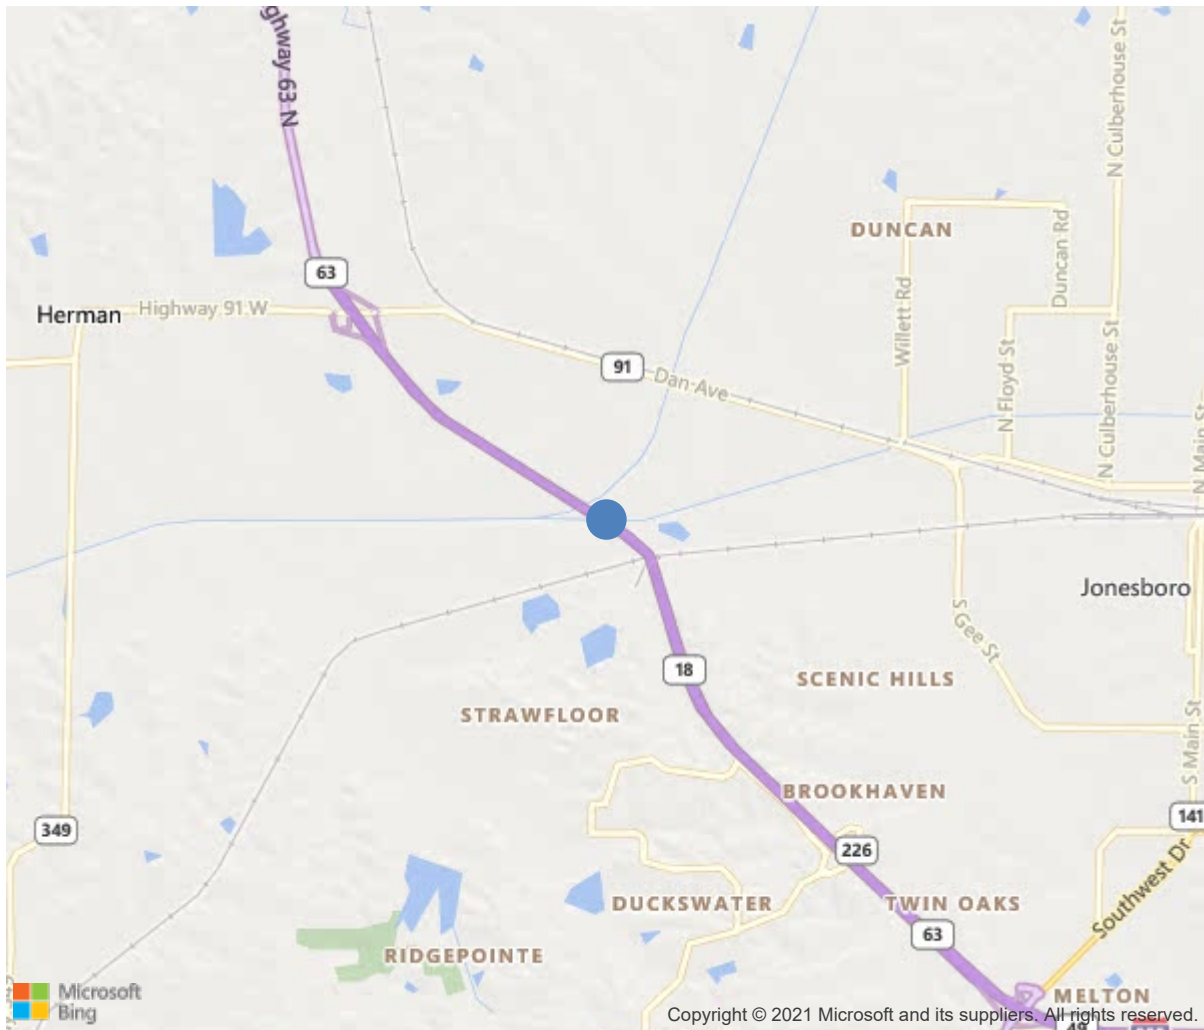 Highway 63 N
N Culberhouse St
DUNCAN
Duncan Rd
Willett Rd
63
Herman
Highway 91 W
91
Dan Ave
N Floyd St
N Culberhouse St
N Main St
Jonesboro
S Gee St
18
SCENIC HILLS
STRAWFLOOR
S Main St
BROOKHAVEN
349
141
226
Southwest Dr
DUCKSWATER
TWIN OAKS
63
RIDGEPOINTE
MELTON
Microsoft
Bing
Copyright © 2021 Microsoft and its suppliers. All rights reserved.